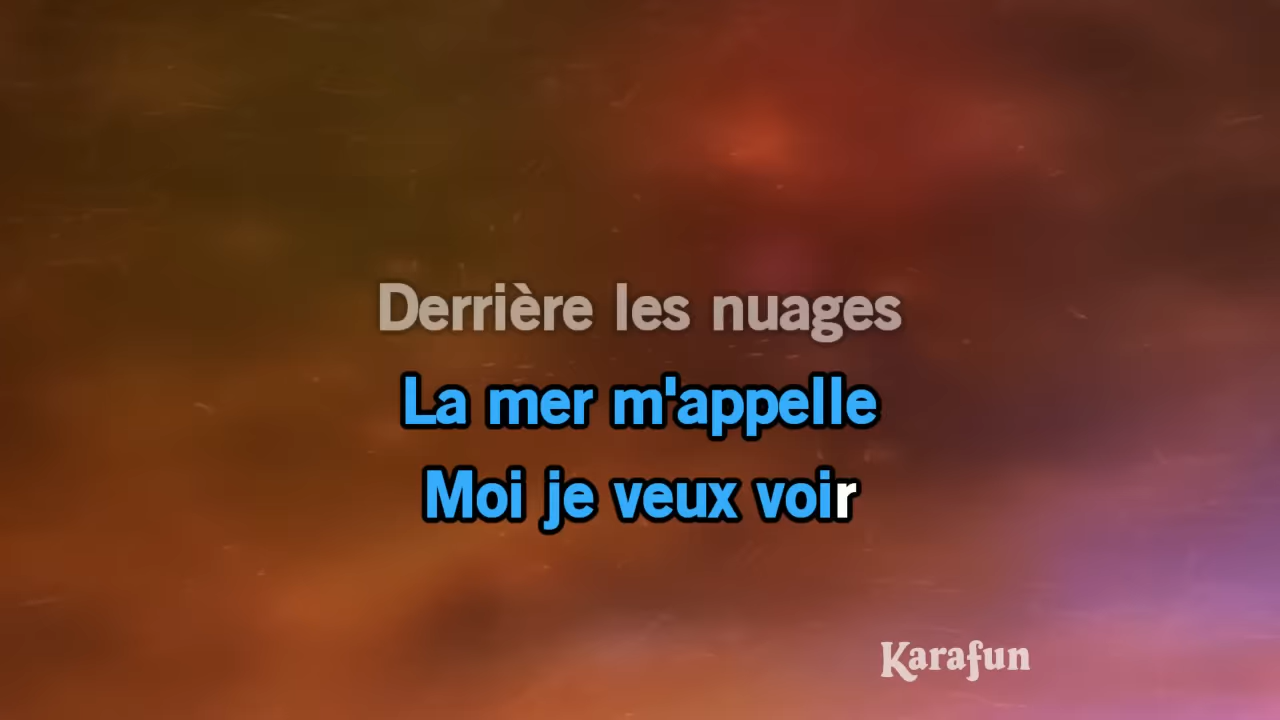 Derrière les nuages
La mer m'appelle
Moi je veux voir
Karafun